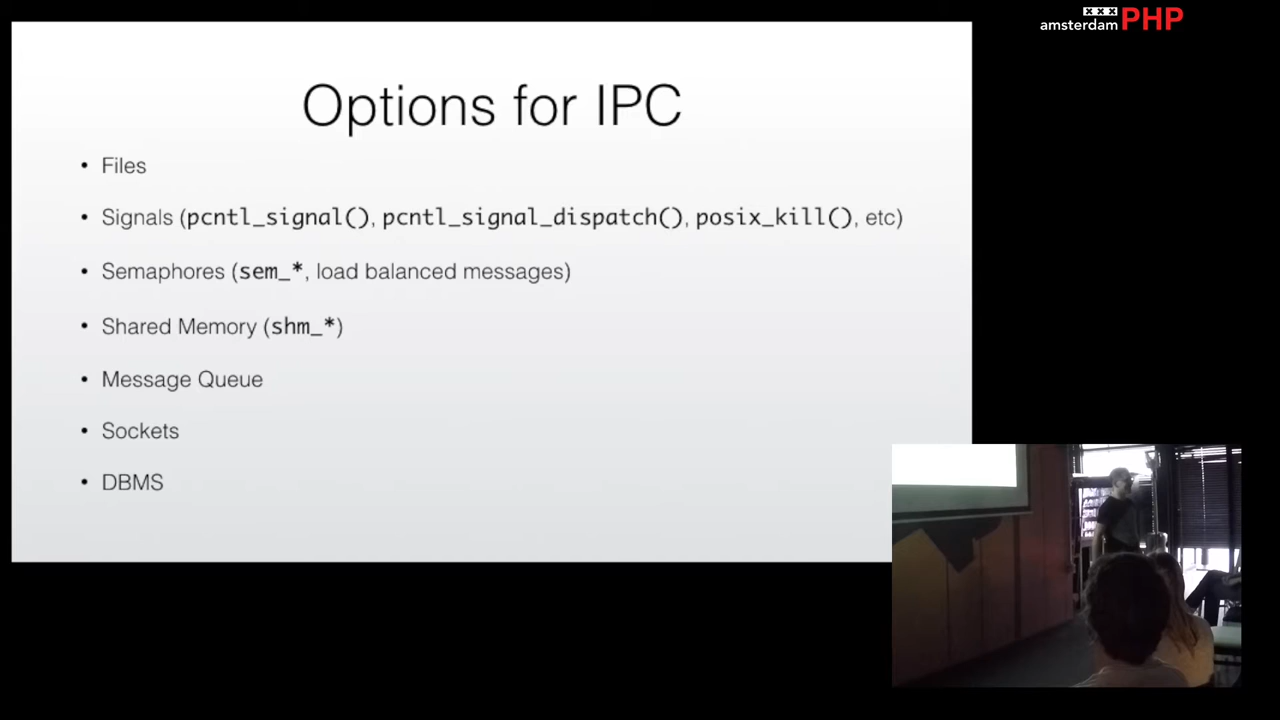 amsterdamPHP
Options for IPC
• Files
• Signals (pcntl_signal(), pcntl_signal_dispatch(), posix_kill(), etc)
• Semaphores (sem_*, load balanced messages)
• Shared Memory (shm_*)
• Message Queue
• Sockets
• DBMS